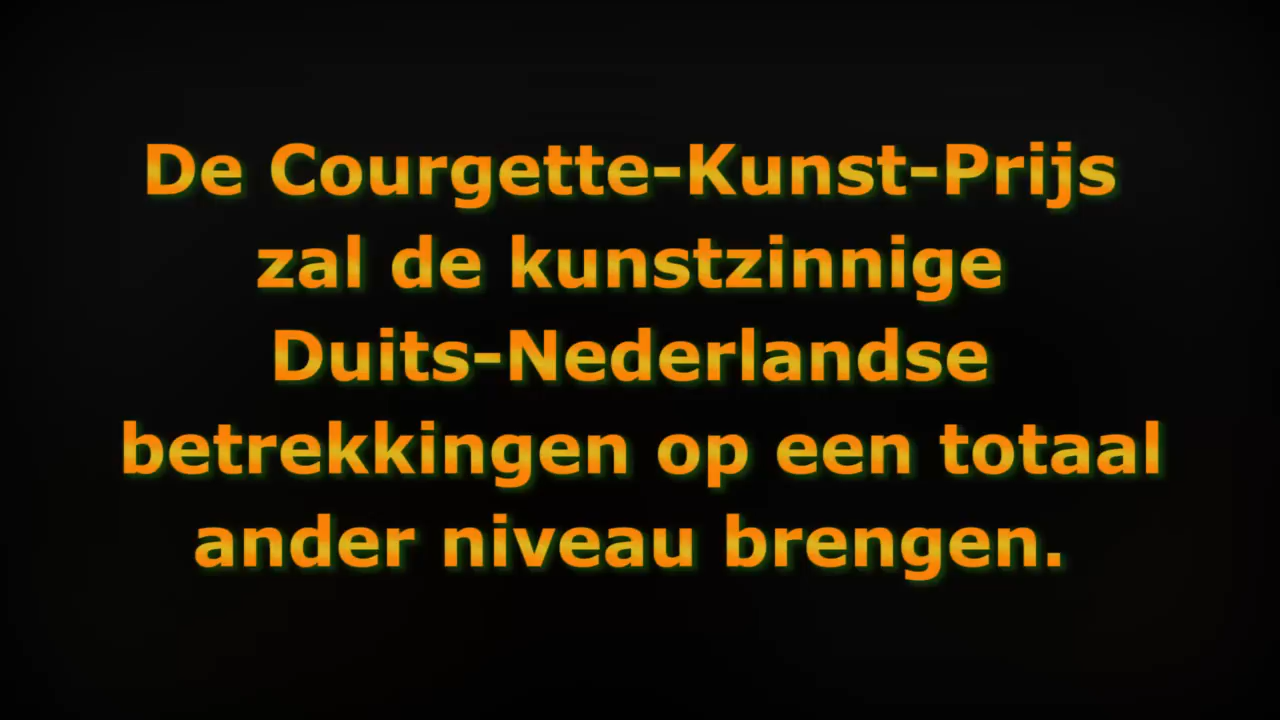 De Courgette-Kunst-Prijs
zal de kunstzinnige
Duits-Nederlandse
betrekkingen op een totaal
ander niveau brengen.